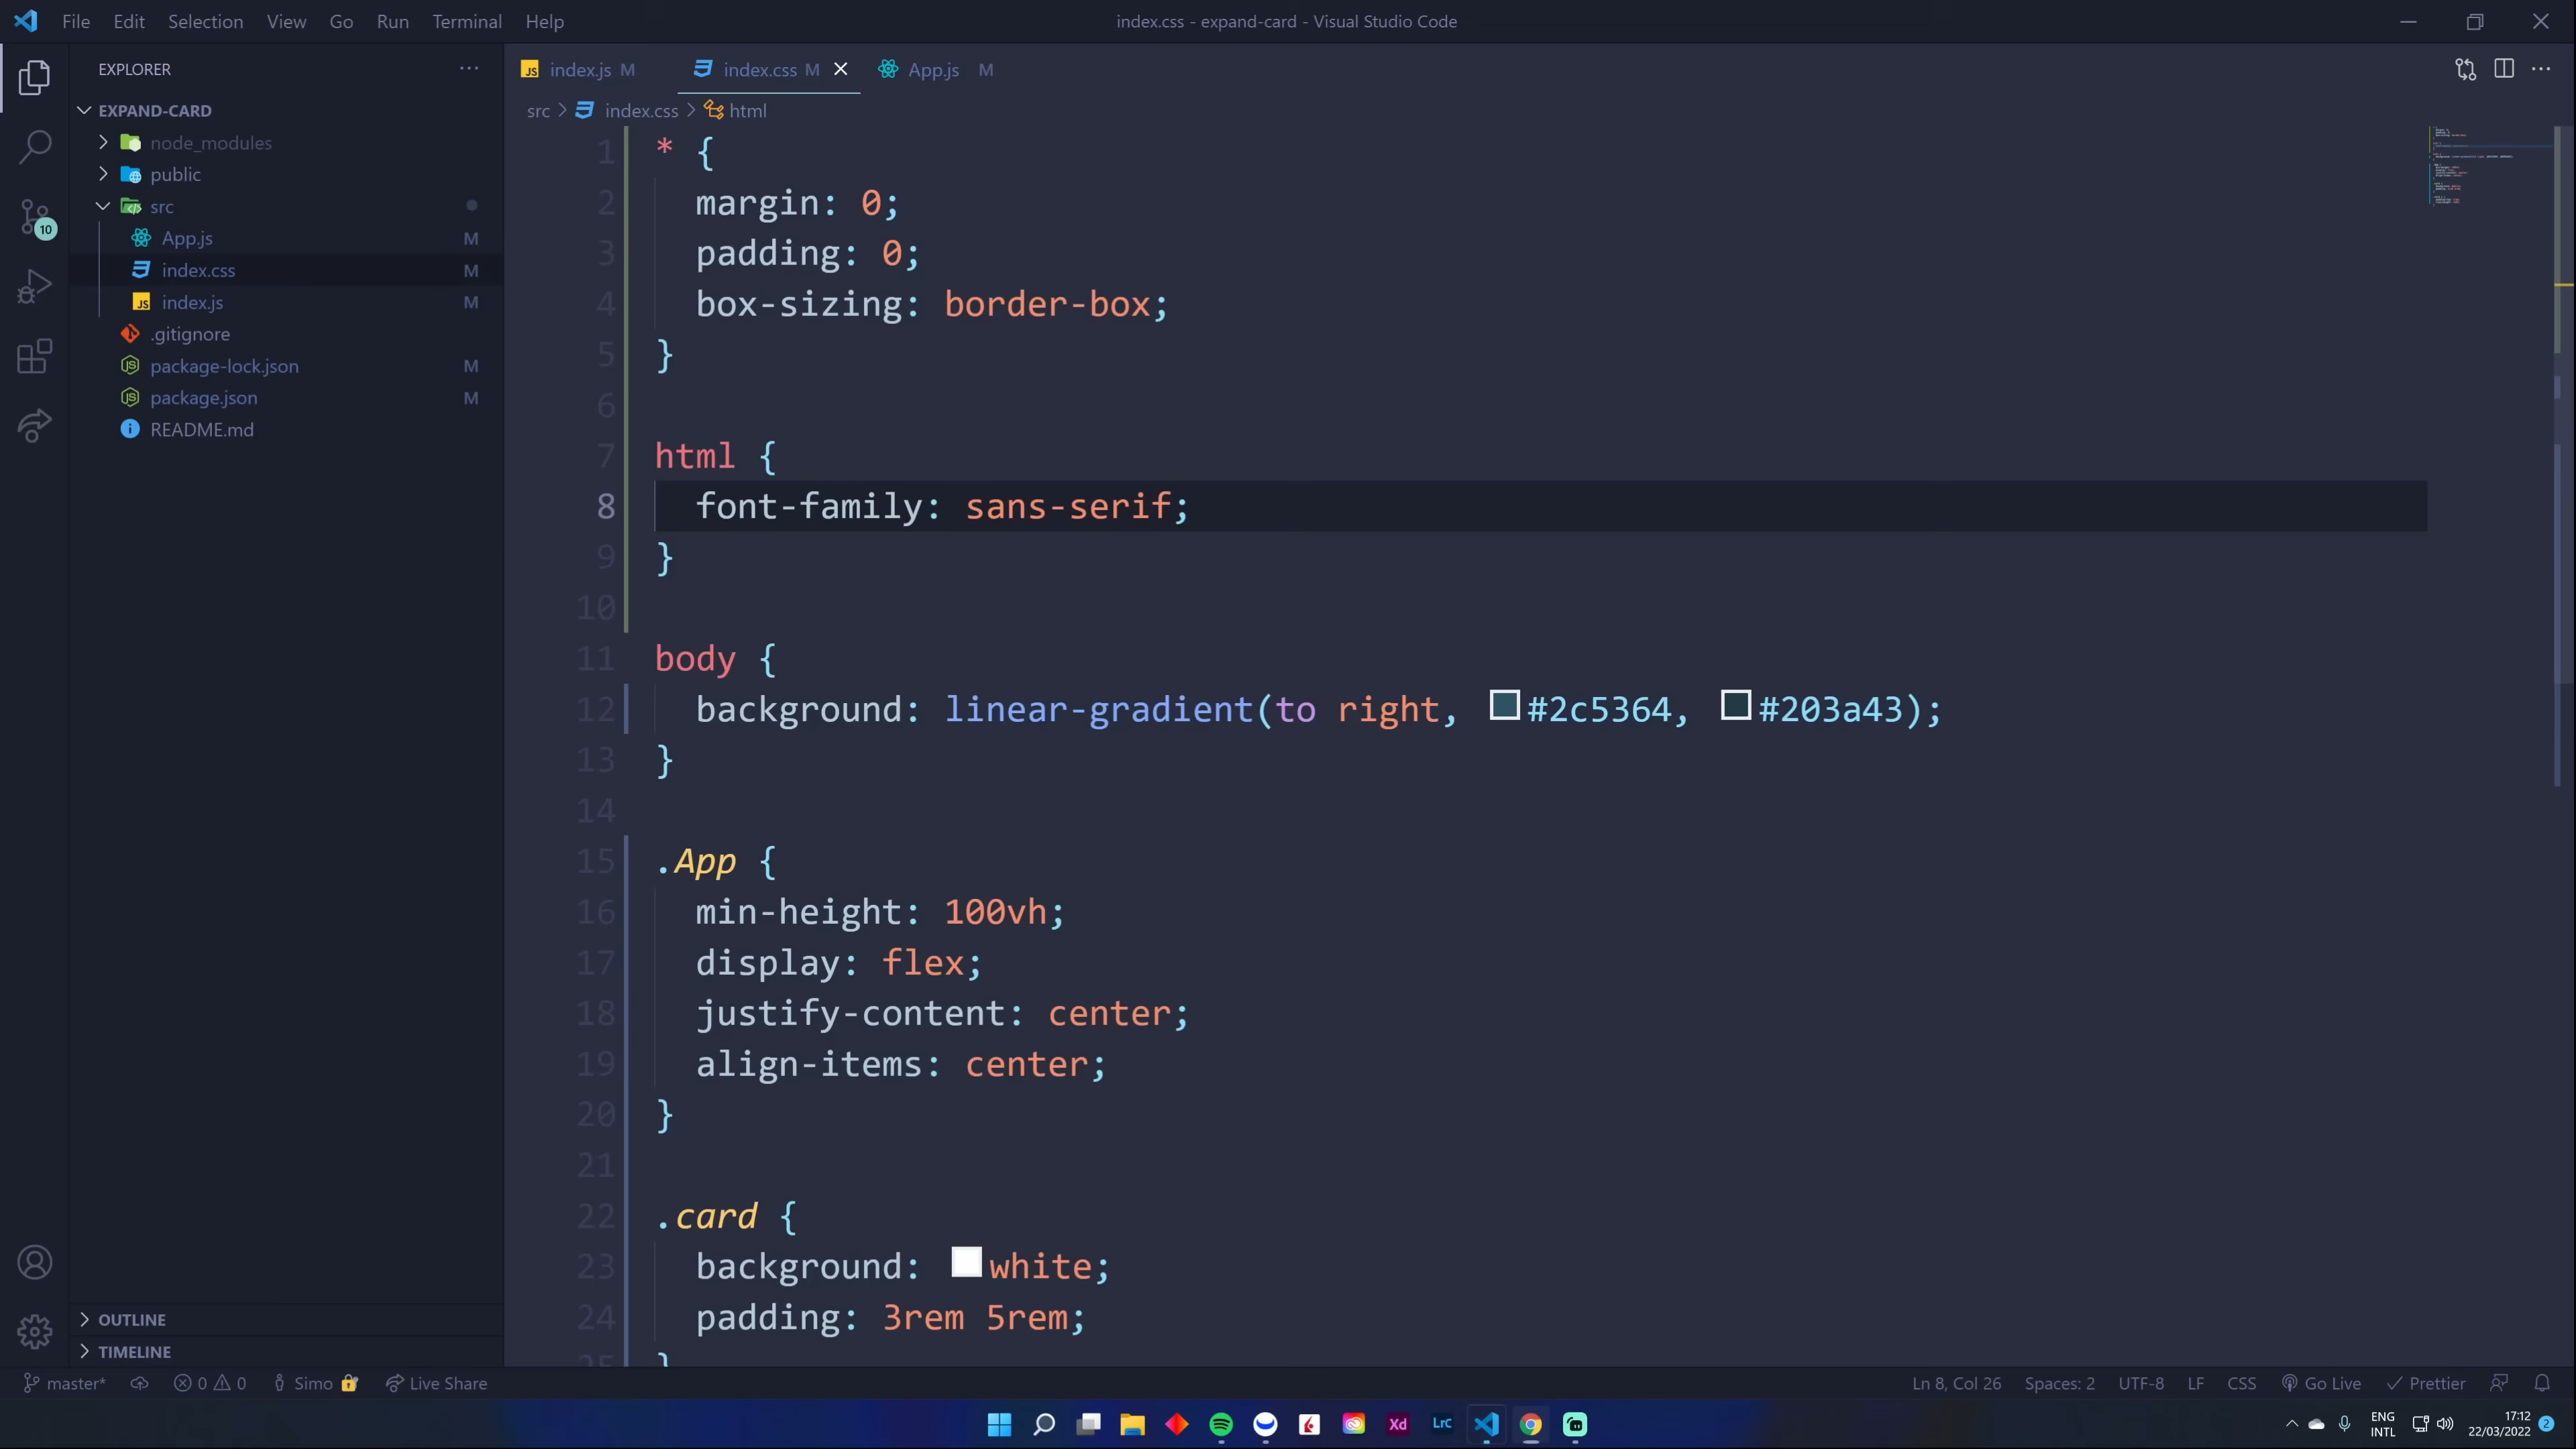 File Edit Selection View Go Run Terminal Help
index.css - expand-card - Visual Studio Code
EXPLORER
JS index.js M
index.css M
App.js M
EXPAND-CARD
src > index.css > html
node_modules
public
src
App.js M
index.css M
JS index.js M
.gitignore
package-lock.json M
package.json M
README.md
10
1 * {
2 margin: 0;
3 padding: 0;
4 box-sizing: border-box;
5 }
6
7 html {
8 font-family: sans-serif;
9 }
10
11 body {
12 background: linear-gradient(to right, #2c5364, #203a43);
13 }
14
15 .App {
16 min-height: 100vh;
17 display: flex;
18 justify-content: center;
19 align-items: center;
20 }
21
22 .card {
23 background: white;
24 padding: 3rem 5rem;
25 }
OUTLINE
TIMELINE
master* 0 0 Simo Live Share
Ln 8, Col 26 Spaces: 2 UTF-8 LF CSS Go Live Prettier
Xd LrC
ENG
INTL
17:12
22/03/2022
2